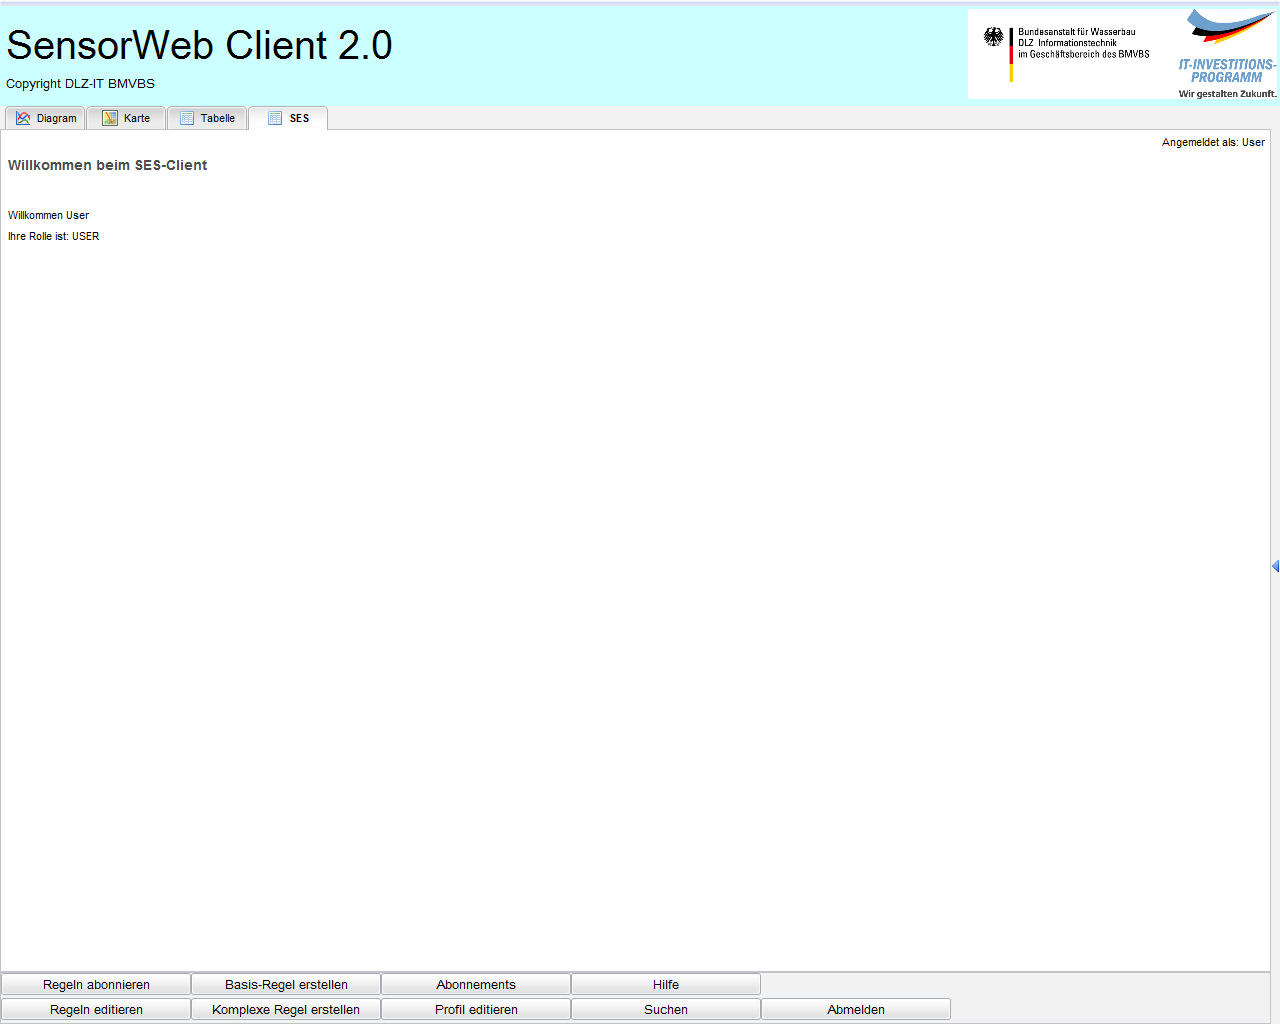 SensorWeb Client 2.0
Copyright DLZ-IT BMVBS
Bundesanstalt für Wasserbau
DLZ Informationstechnik
im Geschäftsbereich des BMVBS
IT-INVESTITIONS-
PROGRAMM
Wir gestalten Zukunft.
Diagram Karte Tabelle SES
Angemeldet als: User
Willkommen beim SES-Client
Willkommen User
Ihre Rolle ist: USER
Regeln abonnieren Basis-Regel erstellen Abonnements Hilfe
Regeln editieren Komplexe Regel erstellen Profil editieren Suchen Abmelden